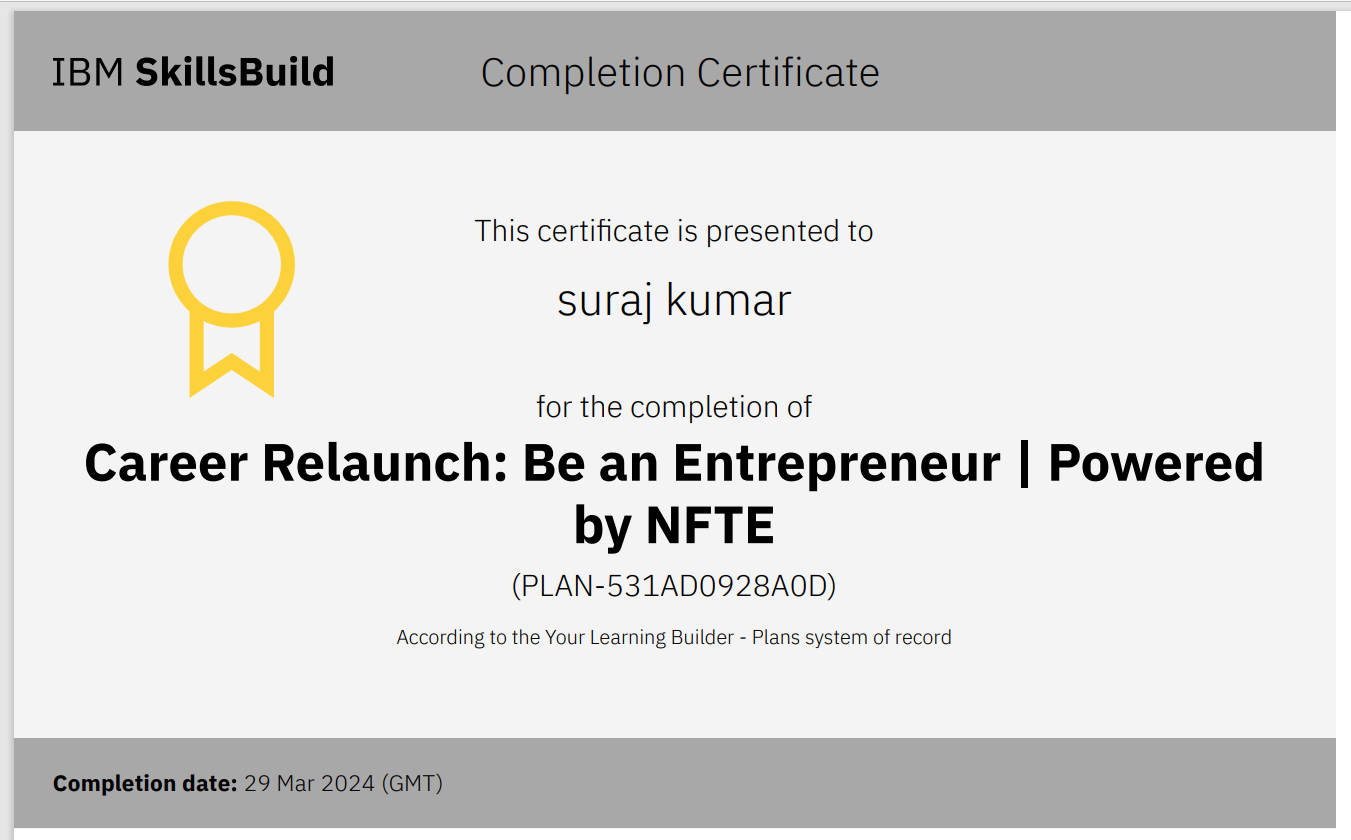 IBM SkillsBuild
Completion Certificate
This certificate is presented to
suraj kumar
for the completion of
Career Relaunch: Be an Entrepreneur | Powered
by NFTE
(PLAN-531AD0928A0D)
According to the Your Learning Builder - Plans system of record
Completion date: 29 Mar 2024 (GMT)